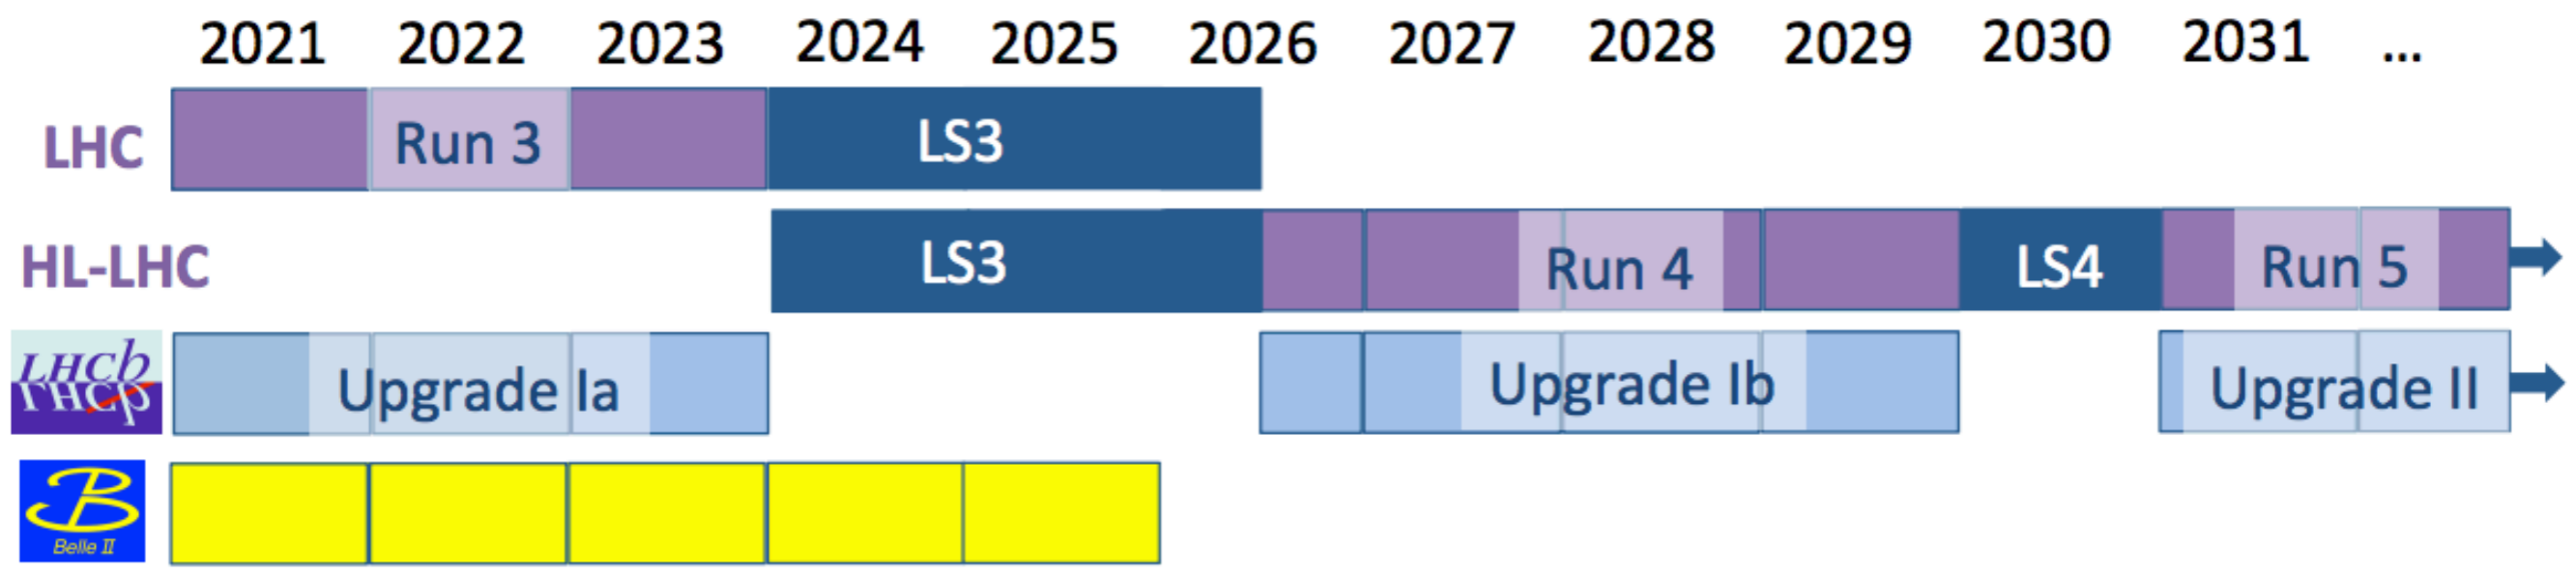 2021 2022 2023 2024 2025 2026 2027 2028 2029 2030 2031 ...
LHC Run 3 LS3
HL-LHC LS3 Run 4 LS4 Run 5
LHCb
LHCb Upgrade Ia Upgrade Ib Upgrade II
B
Belle II